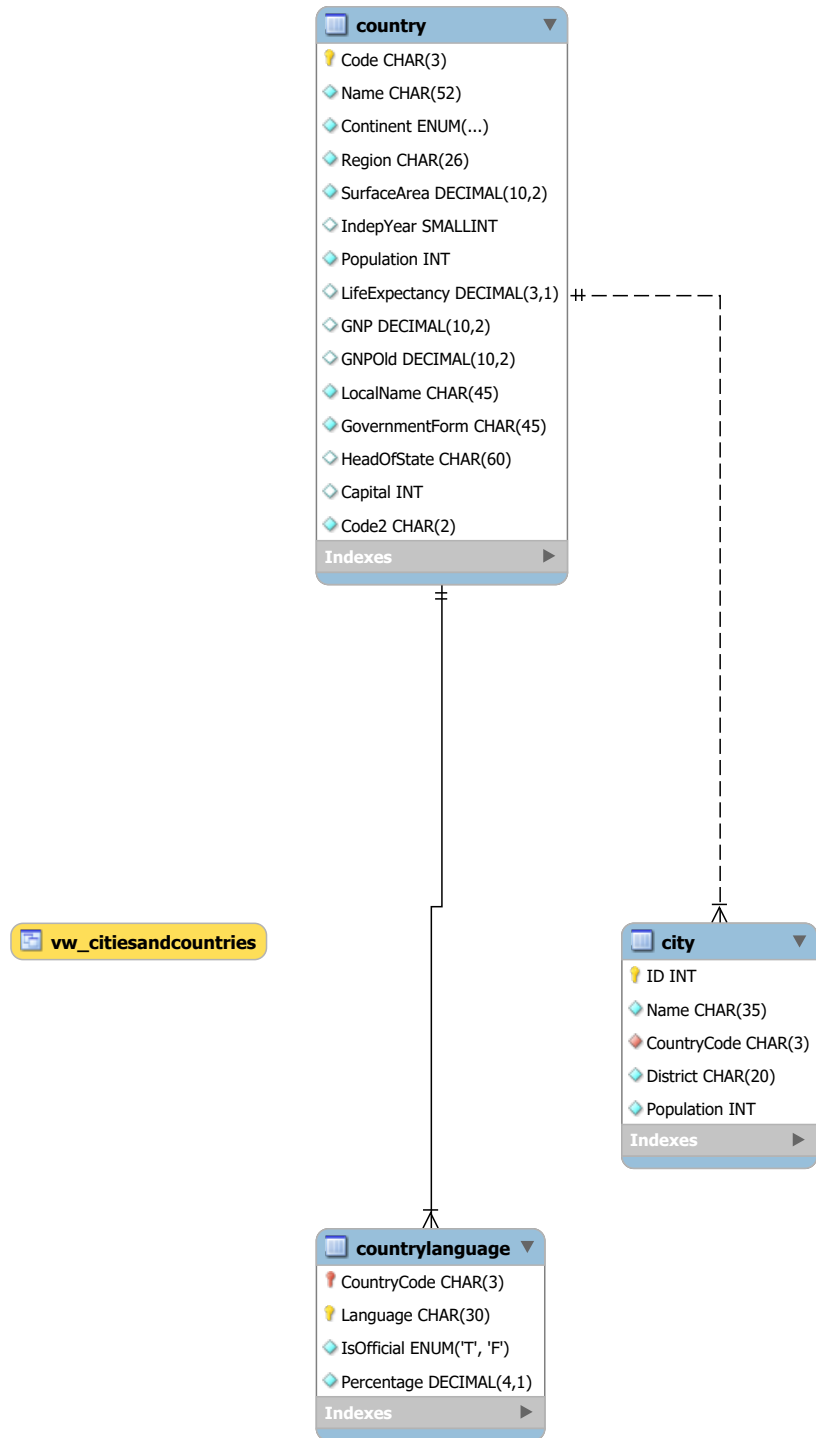 country
Code CHAR(3)
Name CHAR(52)
Continent ENUM(...)
Region CHAR(26)
SurfaceArea DECIMAL(10,2)
IndepYear SMALLINT
Population INT
LifeExpectancy DECIMAL(3,1)
GNP DECIMAL(10,2)
GNPOld DECIMAL(10,2)
LocalName CHAR(45)
GovernmentForm CHAR(45)
HeadOfState CHAR(60)
Capital INT
Code2 CHAR(2)
Indexes
vw_citiesandcountries
city
ID INT
Name CHAR(35)
CountryCode CHAR(3)
District CHAR(20)
Population INT
Indexes
countrylanguage
CountryCode CHAR(3)
Language CHAR(30)
IsOfficial ENUM('T', 'F')
Percentage DECIMAL(4,1)
Indexes